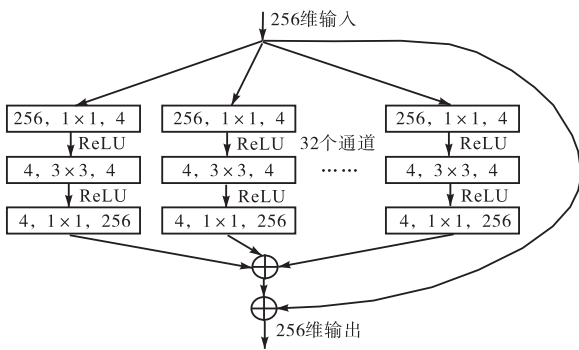 256维输入
256, 1×1, 4
256, 1×1, 4
256, 1×1, 4
ReLU
ReLU
32个通道
ReLU
4, 3×3, 4
4, 3×3, 4
……
4, 3×3, 4
ReLU
ReLU
ReLU
4, 1×1, 256
4, 1×1, 256
4, 1×1, 256
256维输出